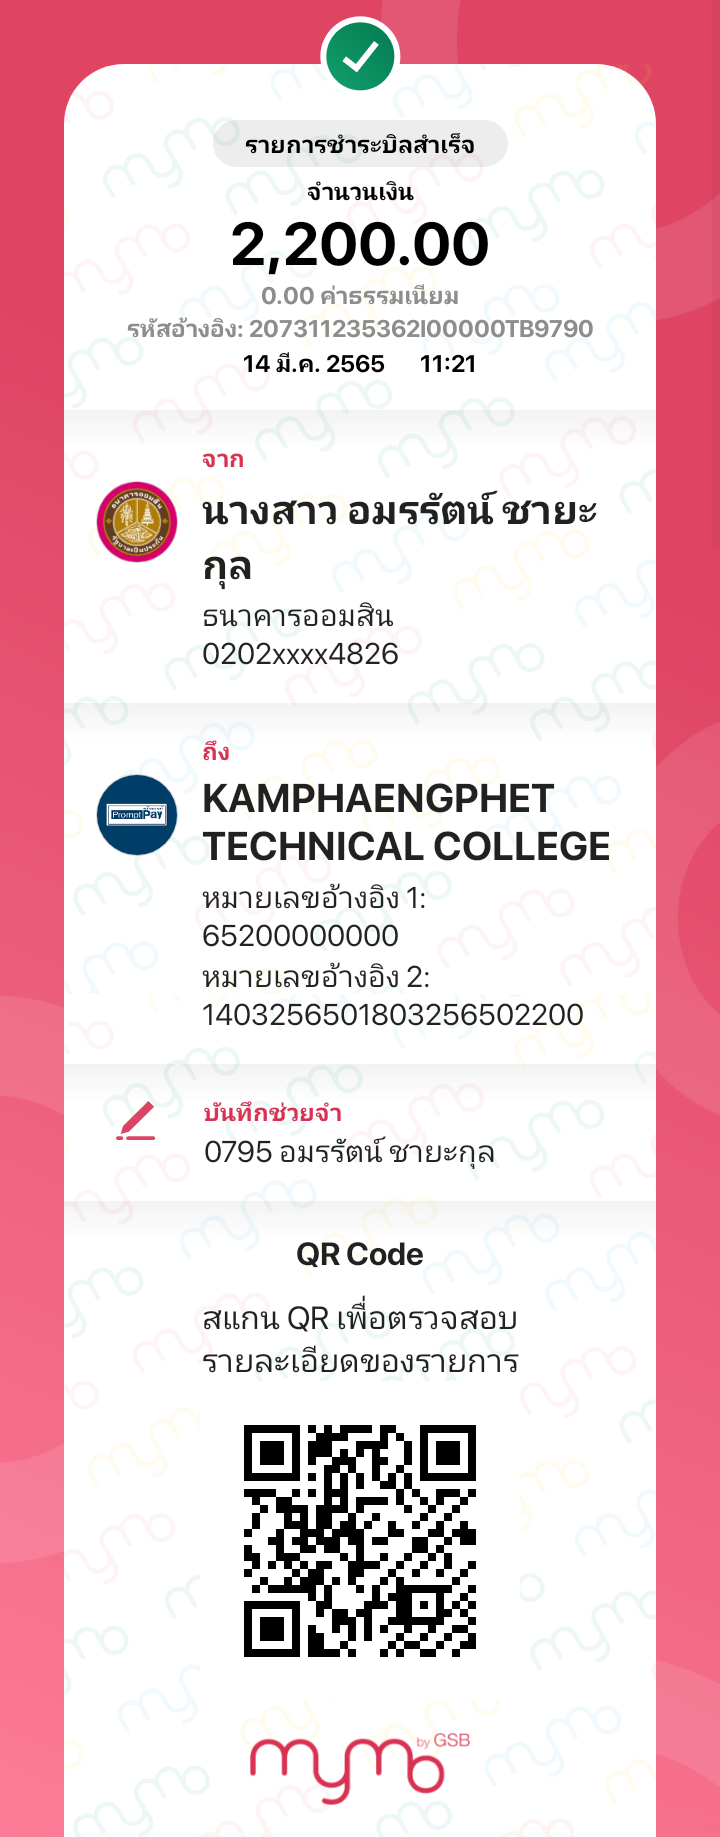 รายการชำระบิลสำเร็จ
จำนวนเงิน
2,200.00
0.00 ค่าธรรมเนียม
รหัสอ้างอิง: 207311235362I00000TB9790
14 มี.ค. 2565 11:21
จาก
นางสาว อมรรัตน์ ชายะ
กุล
ธนาคารออมสิน
0202xxxx4826
ถึง
PromptPay
KAMPHAENGPHET
TECHNICAL COLLEGE
หมายเลขอ้างอิง 1:
65200000000
หมายเลขอ้างอิง 2:
1403256501803256502200
บันทึกช่วยจำ
0795 อมรรัตน์ ชายะกุล
QR Code
สแกน QR เพื่อตรวจสอบ
รายละเอียดของรายการ
mymo by GSB